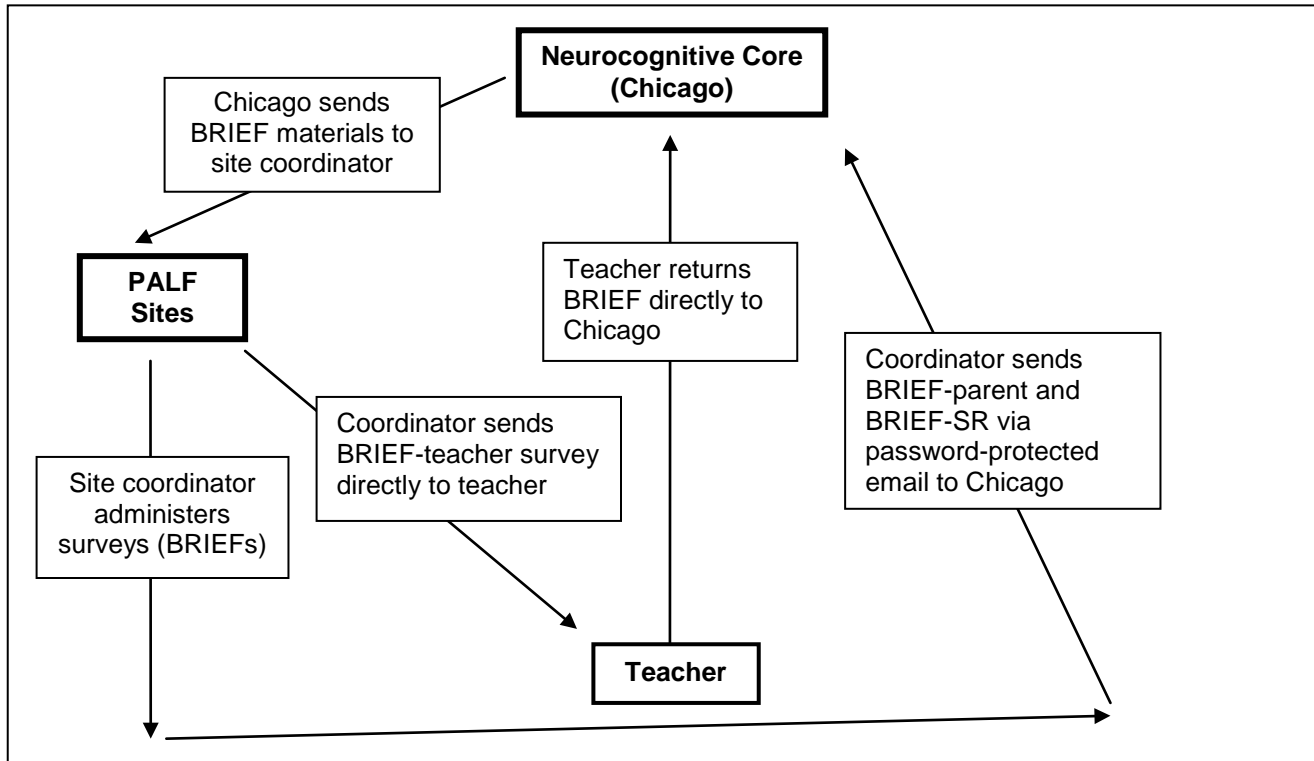 Neurocognitive Core
(Chicago)
Chicago sends
BRIEF materials to
site coordinator
PALF
Sites
Teacher returns
BRIEF directly to
Chicago
Coordinator sends
BRIEF-parent and
BRIEF-SR via
password-protected
email to Chicago
Coordinator sends
BRIEF-teacher survey
directly to teacher
Site coordinator
administers
surveys (BRIEFs)
Teacher